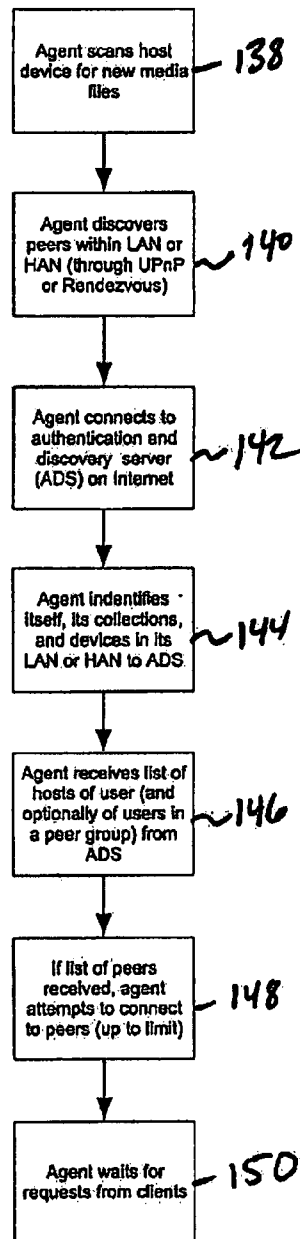 Agent scans host
device for new media
files
138
Agent discovers
peers within LAN or
HAN (through UPnP
or Rendezvous)
140
Agent connects to
authentication and
discovery server
(ADS) on Internet
142
Agent indentifies
itself, its collections,
and devices in its
LAN or HAN to ADS
144
Agent receives list of
hosts of user (and
optionally of users in
a peer group) from
ADS
146
If list of peers
received, agent
attempts to connect
to peers (up to limit)
148
Agent waits for
requests from clients
150